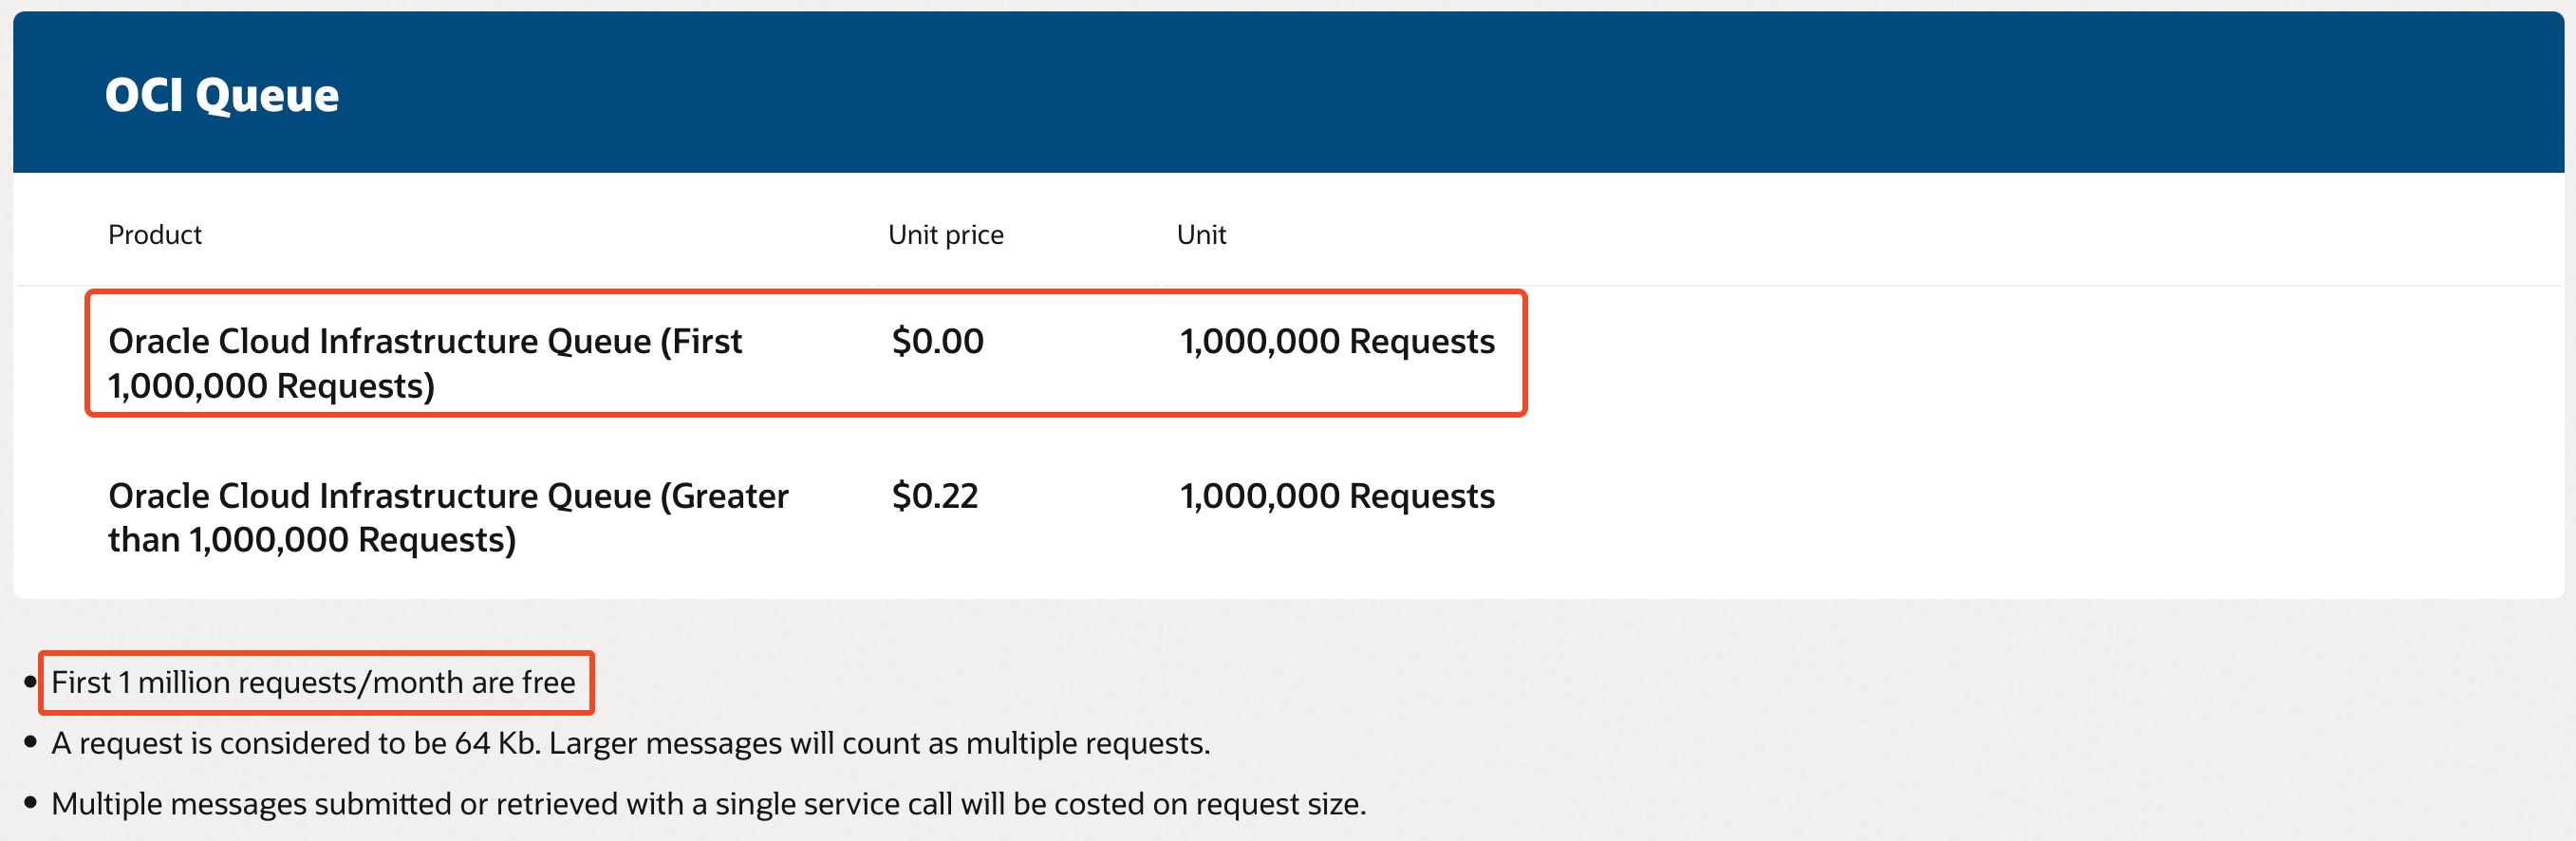 OCI Queue
Product Unit price Unit
Oracle Cloud Infrastructure Queue (First $0.00 1,000,000 Requests
1,000,000 Requests)
Oracle Cloud Infrastructure Queue (Greater $0.22 1,000,000 Requests
than 1,000,000 Requests)
• First 1 million requests/month are free
• A request is considered to be 64 Kb. Larger messages will count as multiple requests.
• Multiple messages submitted or retrieved with a single service call will be costed on request size.